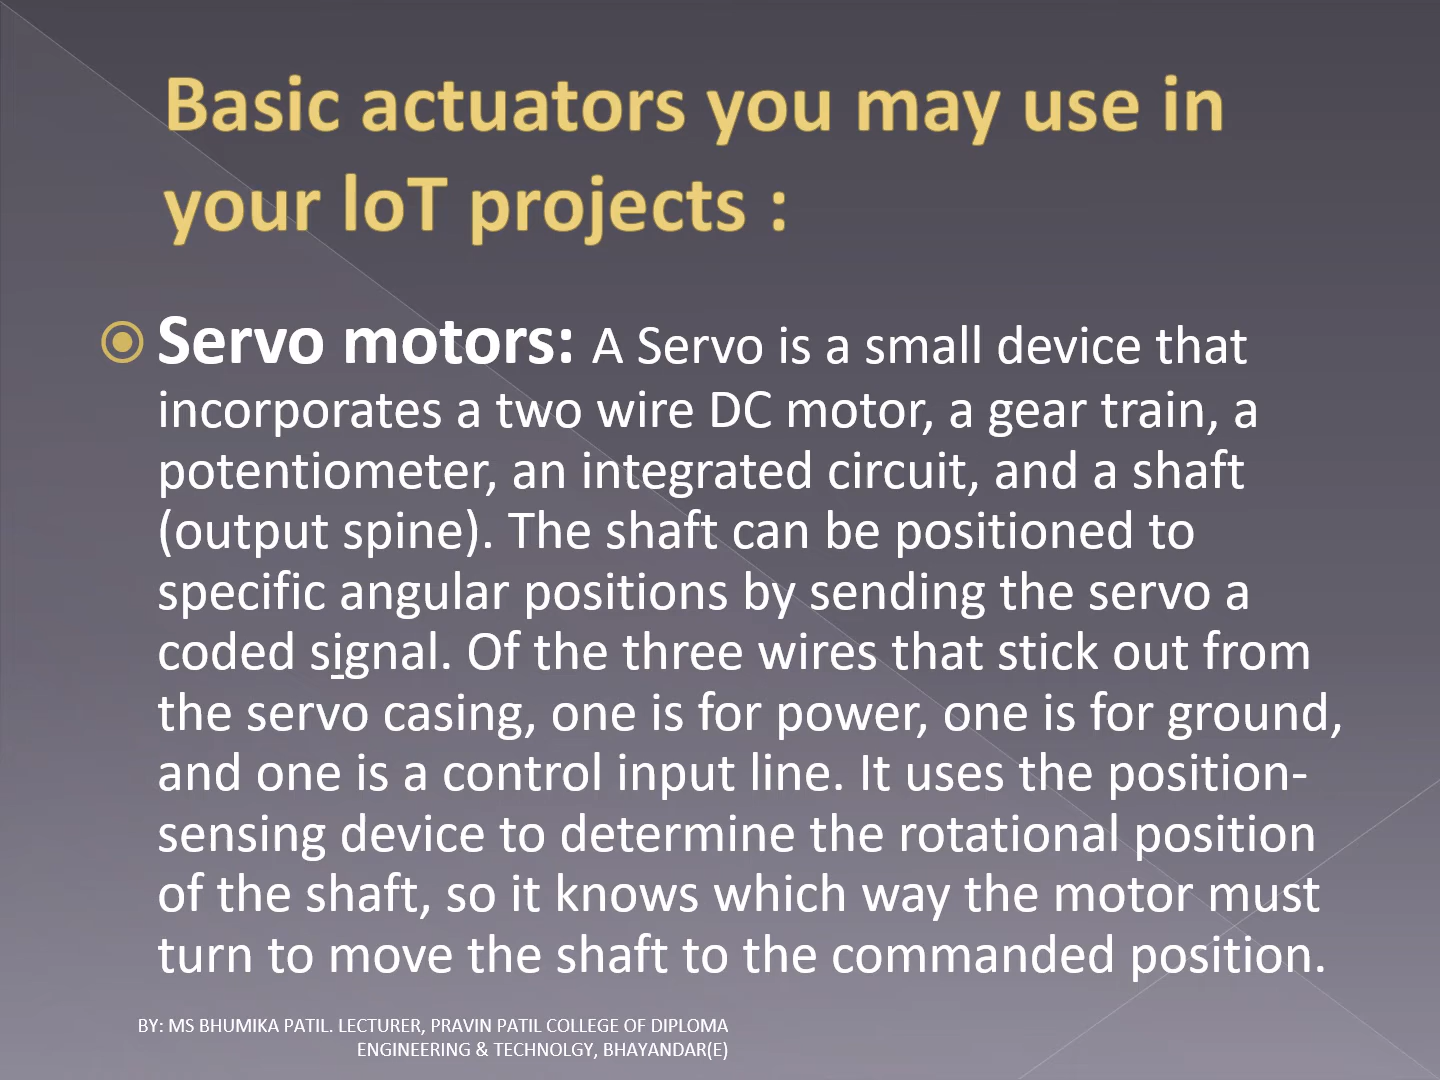 Basic actuators you may use in
your loT projects :
Servo motors: A Servo is a small device that
incorporates a two wire DC motor, a gear train, a
potentiometer, an integrated circuit, and a shaft
(output spine). The shaft can be positioned to
specific angular positions by sending the servo a
coded signal. Of the three wires that stick out from
the servo casing, one is for power, one is for ground,
and one is a control input line. It uses the position-
sensing device to determine the rotational position
of the shaft, so it knows which way the motor must
turn to move the shaft to the commanded position.
BY: MS BHUMIKA PATIL. LECTURER, PRAVIN PATIL COLLEGE OF DIPLOMA
ENGINEERING & TECHNOLGY, BHAYANDAR(E)